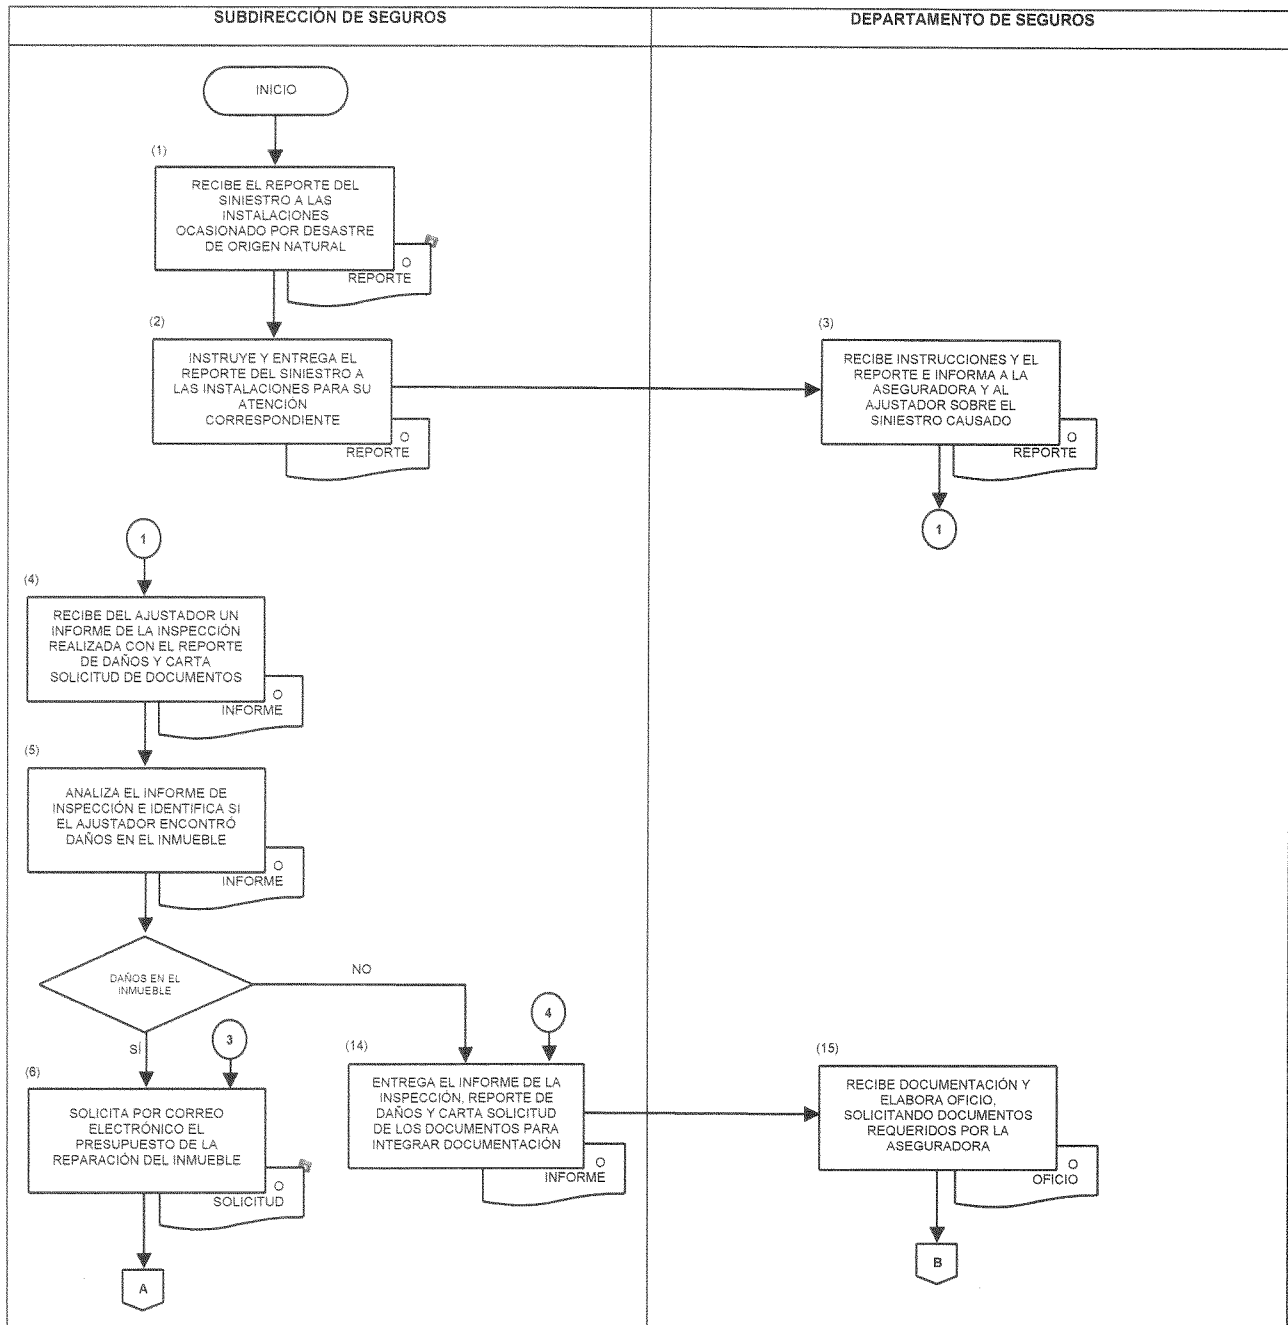 SUBDIRECCIÓN DE SEGUROS
DEPARTAMENTO DE SEGUROS
INICIO
(1)
RECIBE EL REPORTE DEL
SINIESTRO A LAS
INSTALACIONES
OCASIONADO POR DESASTRE
DE ORIGEN NATURAL
O
REPORTE
(2)
INSTRUYE Y ENTREGA EL
REPORTE DEL SINIESTRO A
LAS INSTALACIONES PARA SU
ATENCIÓN
CORRESPONDIENTE
O
REPORTE
(3)
RECIBE INSTRUCCIONES Y EL
REPORTE E INFORMA A LA
ASEGURADORA Y AL
AJUSTADOR SOBRE EL
SINIESTRO CAUSADO
O
REPORTE
1
1
(4)
RECIBE DEL AJUSTADOR UN
INFORME DE LA INSPECCIÓN
REALIZADA CON EL REPORTE
DE DAÑOS Y CARTA
SOLICITUD DE DOCUMENTOS
O
INFORME
(5)
ANALIZA EL INFORME DE
INSPECCIÓN E IDENTIFICA SI
EL AJUSTADOR ENCONTRÓ
DAÑOS EN EL INMUEBLE
O
INFORME
DAÑOS EN EL
INMUEBLE
NO
SÍ
3
4
(6)
SOLICITA POR CORREO
ELECTRÓNICO EL
PRESUPUESTO DE LA
REPARACIÓN DEL INMUEBLE
O
SOLICITUD
A
(14)
ENTREGA EL INFORME DE LA
INSPECCIÓN, REPORTE DE
DAÑOS Y CARTA SOLICITUD
DE LOS DOCUMENTOS PARA
INTEGRAR DOCUMENTACIÓN
O
INFORME
(15)
RECIBE DOCUMENTACIÓN Y
ELABORA OFICIO,
SOLICITANDO DOCUMENTOS
REQUERIDOS POR LA
ASEGURADORA
O
OFICIO
B